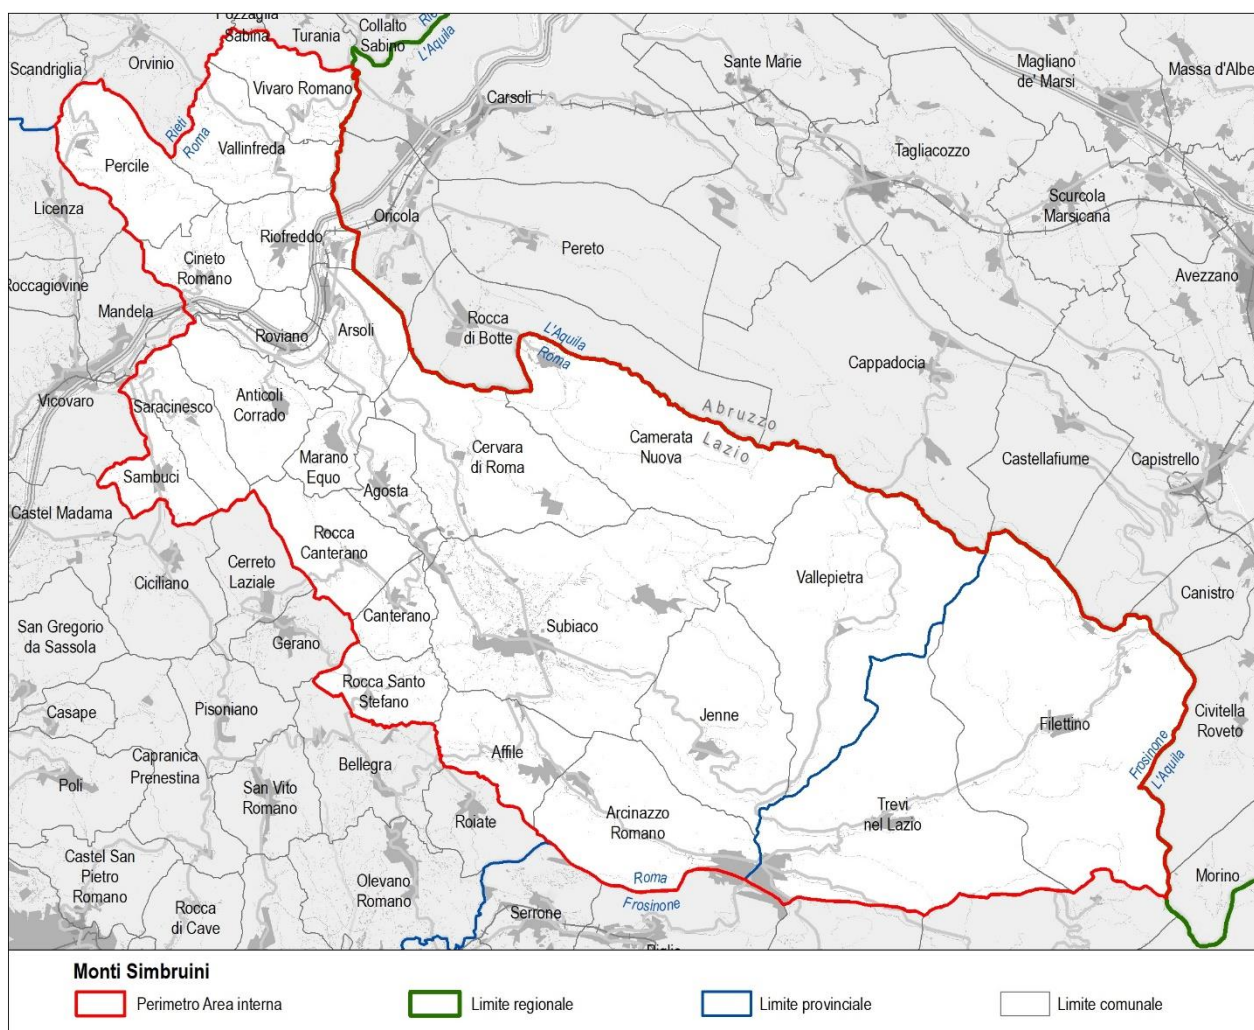 Pozzaglia
Sabina
Turania
Collalto
Sabino
Rieti
L'Aquila
Scandriglia
Orvinio
Sante Marie
Magliano
de' Marsi
Massa d'Albe
Vivaro Romano
Carsoli
Rieti
Roma
Vallinfreda
Percile
Tagliacozzo
Licenza
Oricola
Scurcola
Marsicana
Riofreddo
Pereto
Cineto
Romano
Avezzano
Roccagiovine
Mandela
Rocca
di Botte
L'Aquila
Roma
Roviano
Arsoli
Cappadocia
Vicovaro
Saracinesco
Anticoli
Corrado
Abruzzo
Lazio
Cervara
di Roma
Camerata
Nuova
Marano
Equo
Castellafiume
Capistrello
Sambuci
Agosta
Castel Madama
Rocca
Canterano
Cerreto
Laziale
Ciciliano
Vallepietra
Canistro
Canterano
San Gregorio
da Sassola
Subiaco
Gerano
Rocca Santo
Stefano
Casape
Pisoniano
Jenne
Filettino
Civitella
Roveto
Frosinone
L'Aquila
Affile
Capranica
Prenestina
Poli
Bellegra
San Vito
Romano
Roiate
Arcinazzo
Romano
Trevi
nel Lazio
Castel San
Pietro
Romano
Olevano
Romano
Roma
Frosinone
Morino
Rocca
di Cave
Serrone
Monti Simbruini
Perimetro Area interna
Limite regionale
Limite provinciale
Limite comunale